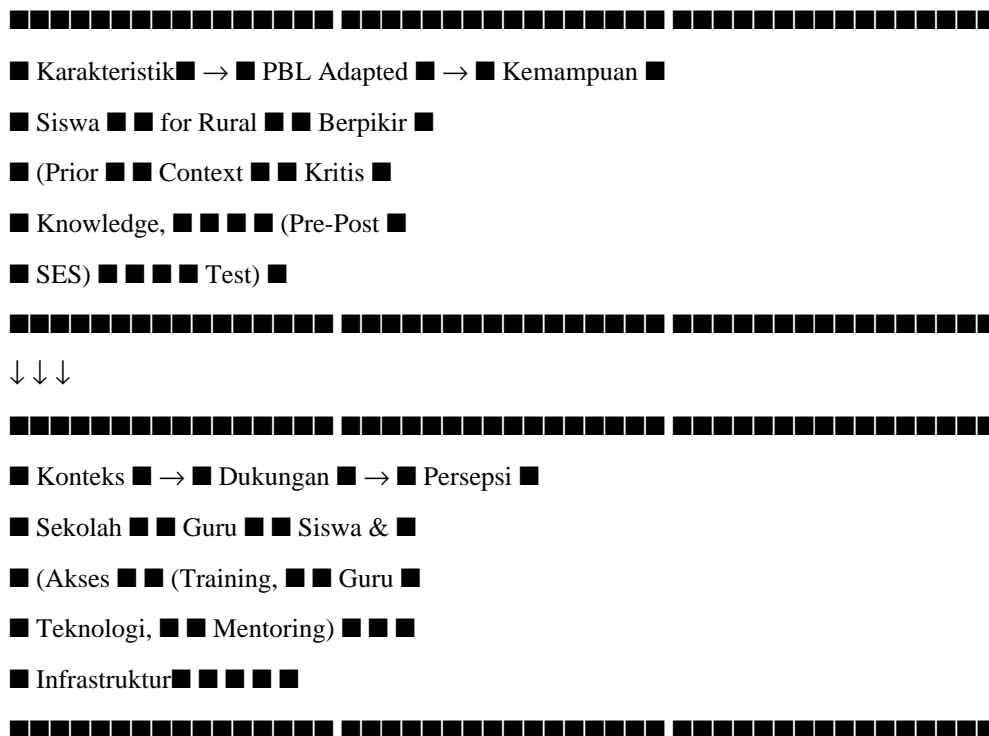 ■■■■■■■■■■■■■■■■ ■■■■■■■■■■■■■■■■ ■■■■■■■■■■■■■■■■
■ Karakteristik■ → ■ PBL Adapted ■ → ■ Kemampuan ■
■ Siswa ■ ■ for Rural ■ ■ Berpikir ■
■ (Prior ■ ■ Context ■ ■ Kritis ■
■ Knowledge, ■ ■ ■ ■ (Pre-Post ■
■ SES) ■ ■ ■ ■ Test) ■
■■■■■■■■■■■■■■■■ ■■■■■■■■■■■■■■■■ ■■■■■■■■■■■■■■■■
↓ ↓ ↓
■■■■■■■■■■■■■■■■ ■■■■■■■■■■■■■■■■ ■■■■■■■■■■■■■■■■
■ Konteks ■ → ■ Dukungan ■ → ■ Persepsi ■
■ Sekolah ■ ■ Guru ■ ■ Siswa & ■
■ (Akses ■ ■ (Training, ■ ■ Guru ■
■ Teknologi, ■ ■ Mentoring) ■ ■ ■
■ Infrastruktur■ ■ ■ ■ ■
■■■■■■■■■■■■■■■■ ■■■■■■■■■■■■■■■■ ■■■■■■■■■■■■■■■■